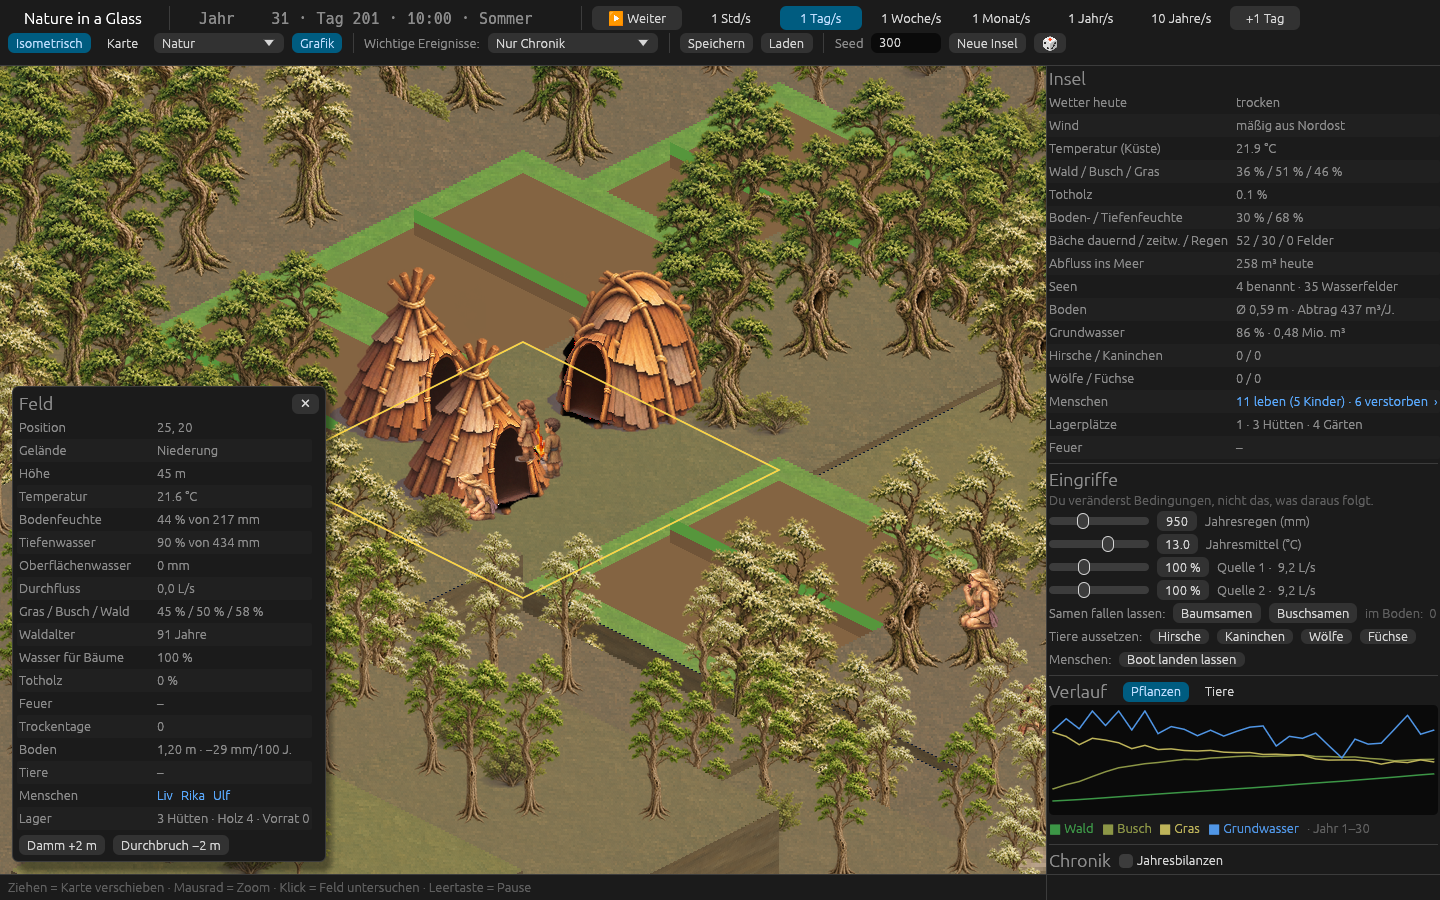 Nature in a Glass
Jahr 31 · Tag 201 · 10:00 · Sommer
Weiter
1 Std/s
1 Tag/s
1 Woche/s
1 Monat/s
1 Jahr/s
10 Jahre/s
+1 Tag
Isometrisch
Karte
Natur
Grafik
Wichtige Ereignisse:
Nur Chronik
Speichern
Laden
Seed
300
Neue Insel
Insel
Wetter heute trocken
Wind mäßig aus Nordost
Temperatur (Küste) 21.9 °C
Wald / Busch / Gras 36 % / 51 % / 46 %
Totholz 0.1 %
Boden- / Tiefenfeuchte 30 % / 68 %
Bäche dauernd / zeitw. / Regen 52 / 30 / 0 Felder
Abfluss ins Meer 258 m³ heute
Seen 4 benannt · 35 Wasserfelder
Boden Ø 0,59 m · Abtrag 437 m³/J.
Grundwasser 86 % · 0,48 Mio. m³
Hirsche / Kaninchen 0 / 0
Wölfe / Füchse 0 / 0
Menschen 11 leben (5 Kinder) · 6 verstorben ›
Lagerplätze 1 · 3 Hütten · 4 Gärten
Feuer –
Eingriffe
Du veränderst Bedingungen, nicht das, was daraus folgt.
950 Jahresregen (mm)
13.0 Jahresmittel (°C)
100 % Quelle 1 · 9,2 L/s
100 % Quelle 2 · 9,2 L/s
Samen fallen lassen: Baumsamen Buschsamen im Boden: 0
Tiere aussetzen: Hirsche Kaninchen Wölfe Füchse
Menschen: Boot landen lassen
Verlauf Pflanzen Tiere
Wald Busch Gras Grundwasser · Jahr 1–30
Chronik Jahresbilanzen
Feld ✕
Position 25, 20
Gelände Niederung
Höhe 45 m
Temperatur 21.6 °C
Bodenfeuchte 44 % von 217 mm
Tiefenwasser 90 % von 434 mm
Oberflächenwasser 0 mm
Durchfluss 0,0 L/s
Gras / Busch / Wald 45 % / 50 % / 58 %
Waldalter 91 Jahre
Wasser für Bäume 100 %
Totholz 0 %
Feuer –
Trockentage 0
Boden 1,20 m · −29 mm/100 J.
Tiere –
Menschen Liv Rika Ulf
Lager 3 Hütten · Holz 4 · Vorrat 0
Damm +2 m Durchbruch −2 m
Ziehen = Karte verschieben · Mausrad = Zoom · Klick = Feld untersuchen · Leertaste = Pause